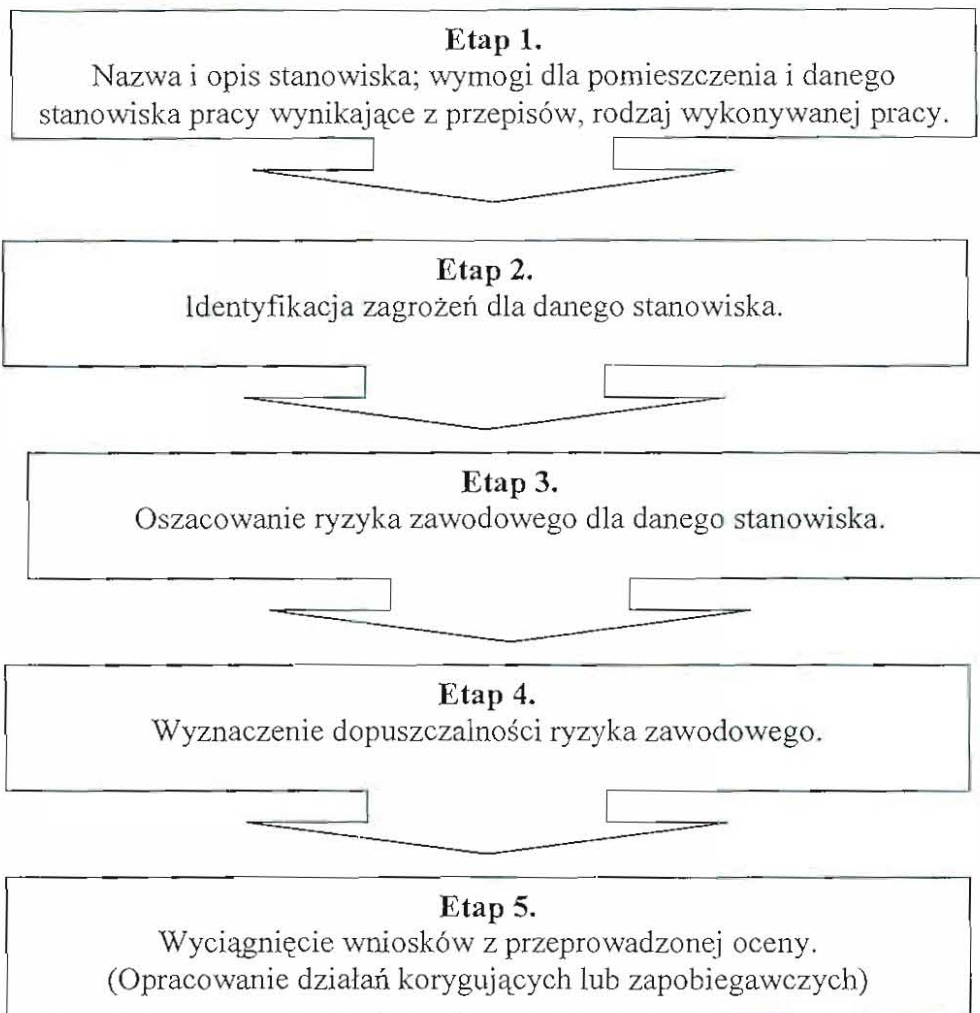 Etap 1.
Nazwa i opis stanowiska; wymogi dla pomieszczenia i danego
stanowiska pracy wynikające z przepisów, rodzaj wykonywanej pracy.
Etap 2.
Identyfikacja zagrożeń dla danego stanowiska.
Etap 3.
Oszacowanie ryzyka zawodowego dla danego stanowiska.
Etap 4.
Wyznaczenie dopuszczalności ryzyka zawodowego.
Etap 5.
Wyciągnięcie wniosków z przeprowadzonej oceny.
(Opracowanie działań korygujących lub zapobiegawczych)